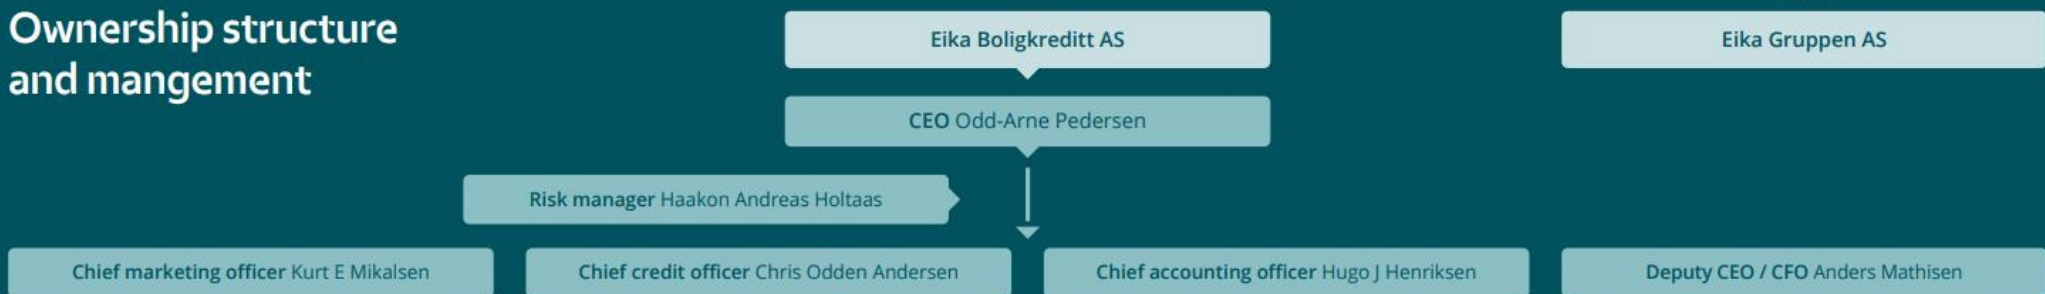 Ownership structure
and mangement
Eika Boligkreditt AS
Eika Gruppen AS
CEO Odd-Arne Pedersen
Risk manager Haakon Andreas Holtaas
Chief marketing officer Kurt E Mikalsen
Chief credit officer Chris Odden Andersen
Chief accounting officer Hugo J Henriksen
Deputy CEO / CFO Anders Mathisen